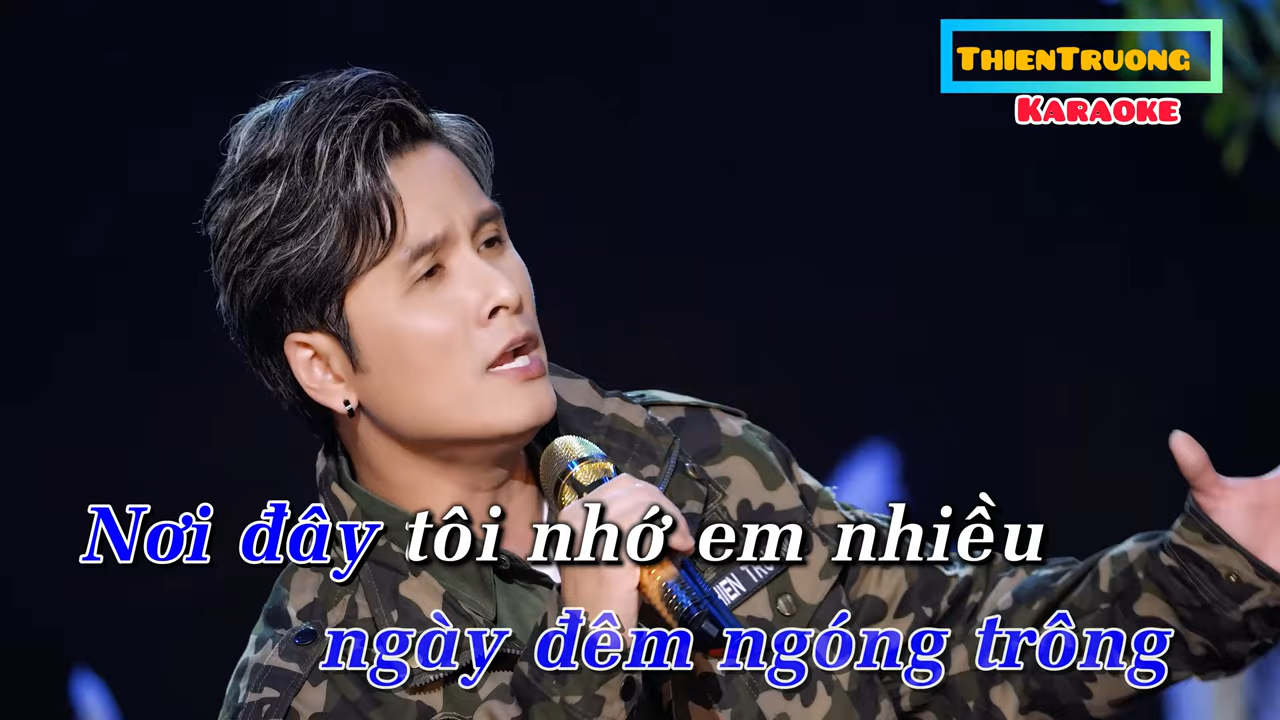 THIENTRUONG
KARAOKE
Nơi đây tôi nhớ em nhiều
ngày đêm ngóng trông